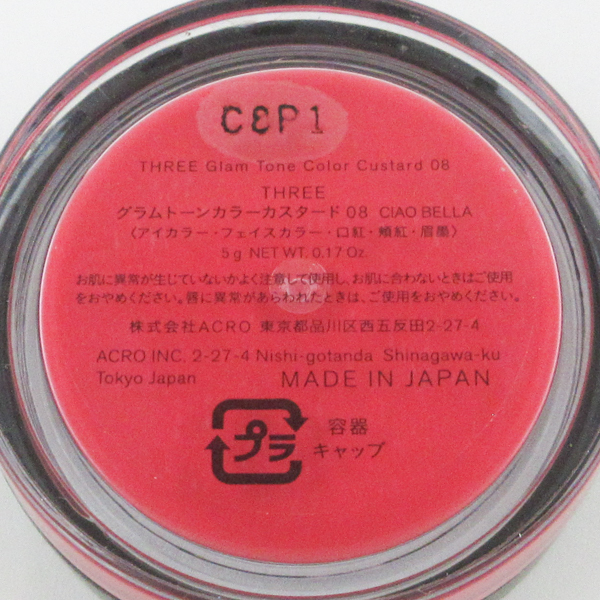 C8P1
THREE Glam Tone Color Custard 08
THREE
グラムトーンカラーカスタード 08 CIAO BELLA
〈アイカラー・フェイスカラー・口紅・頬紅・眉墨〉
5g NET WT. 0.17 Oz.
お肌に異常が生じていないかよく注意して使用し、お肌に合わないときはご使用
をおやめください。唇に異常があらわれたときは、ご使用をおやめください。
株式会社ACRO 東京都品川区西五反田2-27-4
ACRO INC. 2-27-4 Nishi-gotanda Shinagawa-ku
Tokyo Japan MADE IN JAPAN
プラ
容器
キャップ